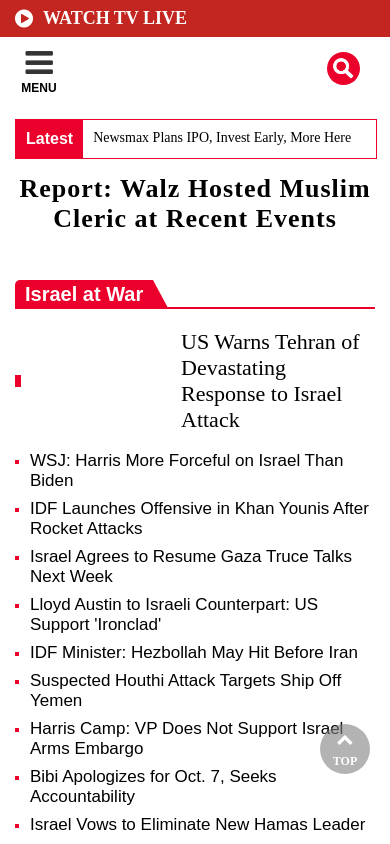 WATCH TV LIVE
MENU
Latest
Newsmax Plans IPO, Invest Early, More Here
Report: Walz Hosted Muslim
Cleric at Recent Events
Israel at War
US Warns Tehran of
Devastating
Response to Israel
Attack
WSJ: Harris More Forceful on Israel Than
Biden
IDF Launches Offensive in Khan Younis After
Rocket Attacks
Israel Agrees to Resume Gaza Truce Talks
Next Week
Lloyd Austin to Israeli Counterpart: US
Support 'Ironclad'
IDF Minister: Hezbollah May Hit Before Iran
Suspected Houthi Attack Targets Ship Off
Yemen
Harris Camp: VP Does Not Support Israel
Arms Embargo
TOP
Bibi Apologizes for Oct. 7, Seeks
Accountability
Israel Vows to Eliminate New Hamas Leader